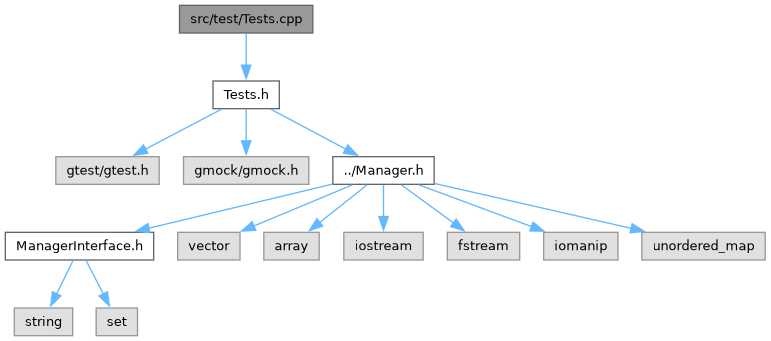 src/test/Tests.cpp
Tests.h
gtest/gtest.h
gmock/gmock.h
../Manager.h
ManagerInterface.h
vector
array
iostream
fstream
iomanip
unordered_map
string
set